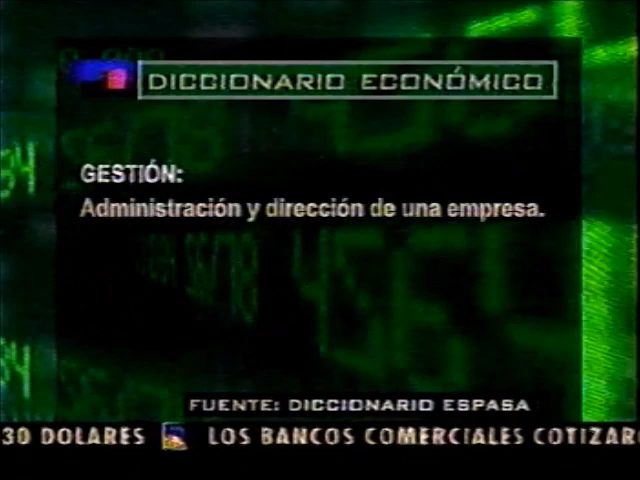 DICCIONARIO ECONÓMICO
GESTIÓN:
Administración y dirección de una empresa.
FUENTE: DICCIONARIO ESPASA
30 DOLARES LOS BANCOS COMERCIALES COTIZAR